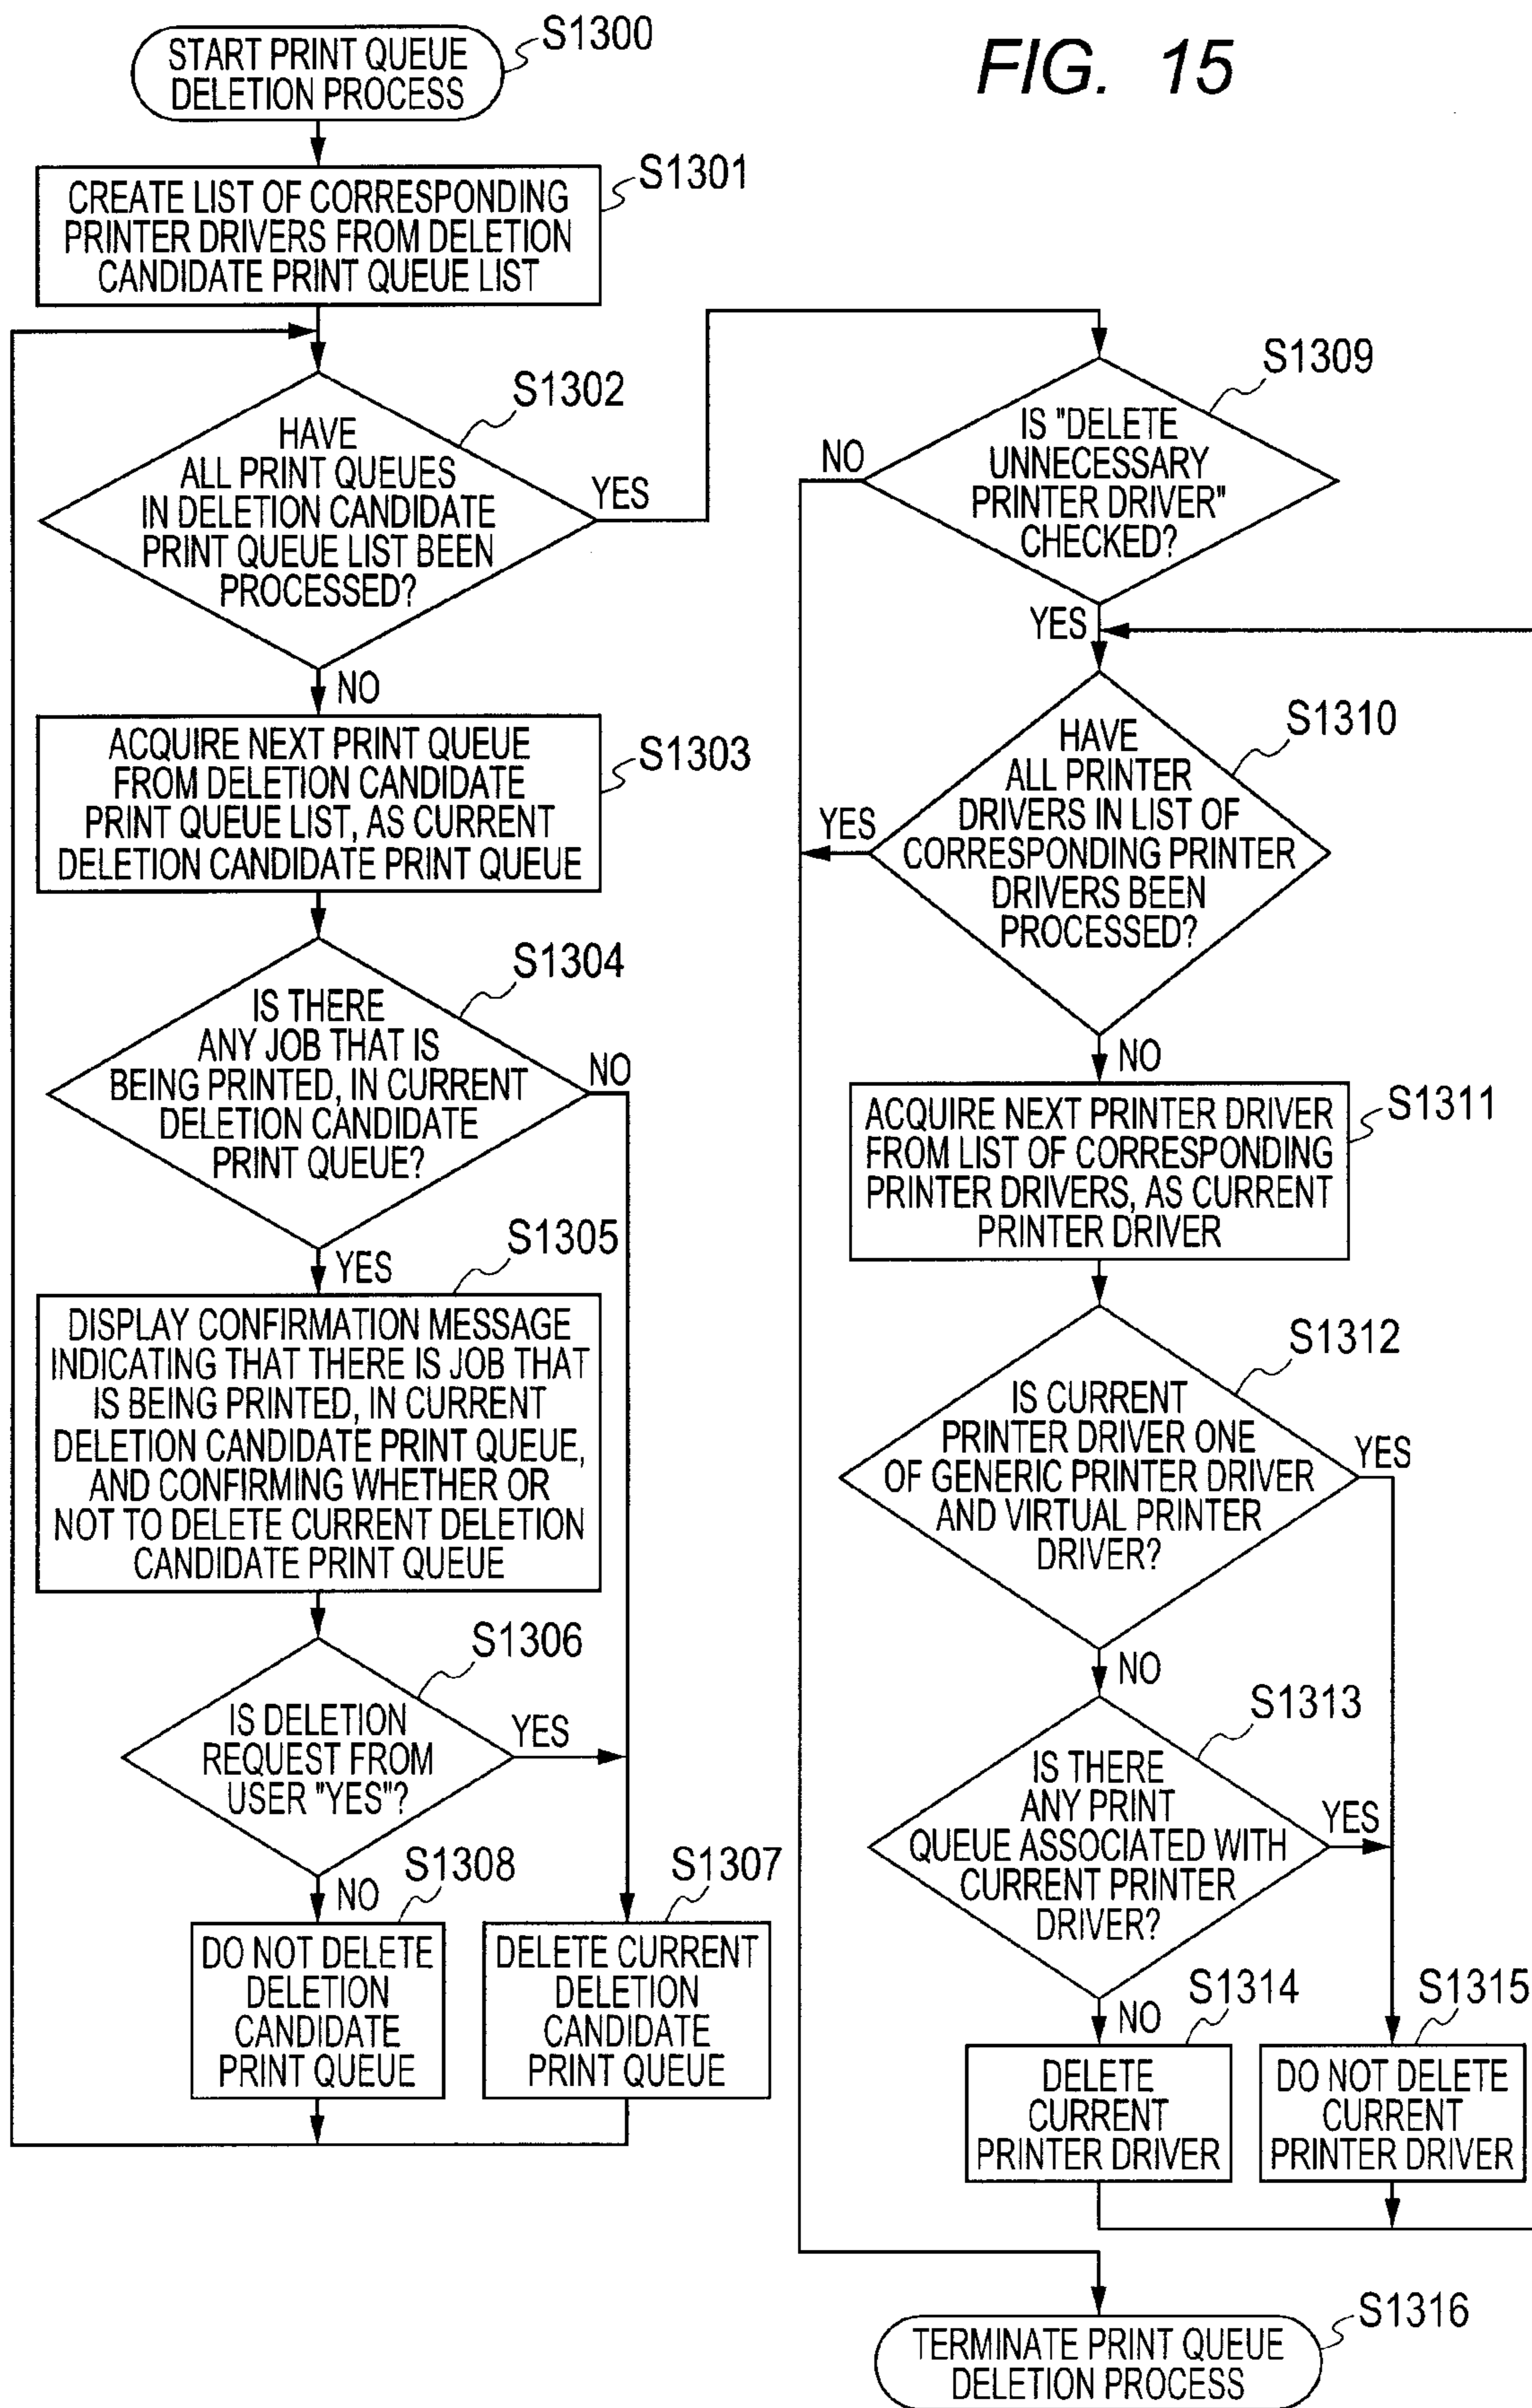 FIG. 15
S1300
START PRINT QUEUE
DELETION PROCESS
S1301
CREATE LIST OF CORRESPONDING
PRINTER DRIVERS FROM DELETION
CANDIDATE PRINT QUEUE LIST
S1302
HAVE
ALL PRINT QUEUES
IN DELETION CANDIDATE
PRINT QUEUE LIST BEEN
PROCESSED?
YES
NO
S1303
ACQUIRE NEXT PRINT QUEUE
FROM DELETION CANDIDATE
PRINT QUEUE LIST, AS CURRENT
DELETION CANDIDATE PRINT QUEUE
S1304
IS THERE
ANY JOB THAT IS
BEING PRINTED, IN CURRENT
DELETION CANDIDATE
PRINT QUEUE?
NO
YES
S1305
DISPLAY CONFIRMATION MESSAGE
INDICATING THAT THERE IS JOB THAT
IS BEING PRINTED, IN CURRENT
DELETION CANDIDATE PRINT QUEUE,
AND CONFIRMING WHETHER OR
NOT TO DELETE CURRENT DELETION
CANDIDATE PRINT QUEUE
S1306
IS DELETION
REQUEST FROM
USER "YES"?
YES
NO
S1308
DO NOT DELETE
DELETION
CANDIDATE
PRINT QUEUE
S1307
DELETE CURRENT
DELETION
CANDIDATE
PRINT QUEUE
S1309
IS "DELETE
UNNECESSARY
PRINTER DRIVER"
CHECKED?
NO
YES
S1310
HAVE
ALL PRINTER
DRIVERS IN LIST OF
CORRESPONDING PRINTER
DRIVERS BEEN
PROCESSED?
YES
NO
S1311
ACQUIRE NEXT PRINTER DRIVER
FROM LIST OF CORRESPONDING
PRINTER DRIVERS, AS CURRENT
PRINTER DRIVER
S1312
IS CURRENT
PRINTER DRIVER ONE
OF GENERIC PRINTER DRIVER
AND VIRTUAL PRINTER
DRIVER?
YES
NO
S1313
IS THERE
ANY PRINT
QUEUE ASSOCIATED WITH
CURRENT PRINTER
DRIVER?
YES
NO
S1314
DELETE
CURRENT
PRINTER DRIVER
S1315
DO NOT DELETE
CURRENT
PRINTER DRIVER
S1316
TERMINATE PRINT QUEUE
DELETION PROCESS